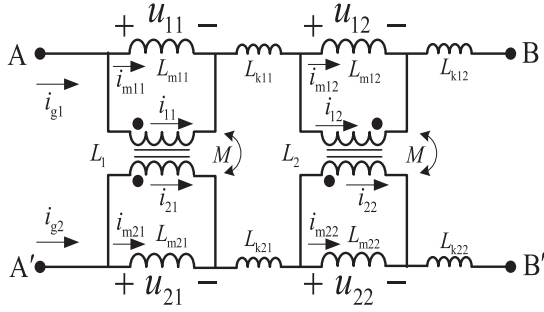 + u11 − + u12 −
A B
im11 Lm11 Lk11 im12 Lm12 Lk12
ig1
i11 i12
L1 M L2 M
i21 i22
ig2 im21 Lm21 Lk21 im22 Lm22 Lk22
A′ B′
+ u21 − + u22 −